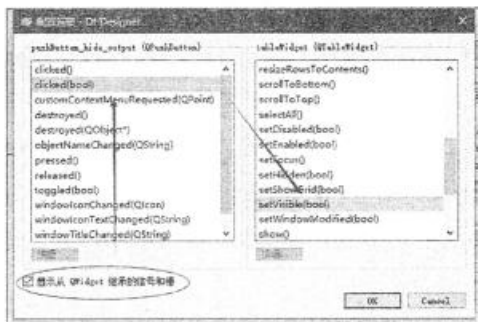 - Qt Designer
pushButton_hide_output (QPushButton)
clicked()
clicked(bool)
customContextMenuRequested(QPoint)
destroyed()
destroyed(QObject*)
objectNameChanged(QString)
pressed()
released()
toggled(bool)
windowIconChanged(QIcon)
windowIconTextChanged(QString)
windowTitleChanged(QString)
tableWidget (QTableWidget)
resizeRowsToContents()
scrollToBottom()
scrollToTop()
selectAll()
setDisabled(bool)
setEnabled(bool)
setFocus()
setHidden(bool)
setShowGrid(bool)
setVisible(bool)
setWindowModified(bool)
show()
显示从 QWidget 继承的信号和槽
OK
Cancel